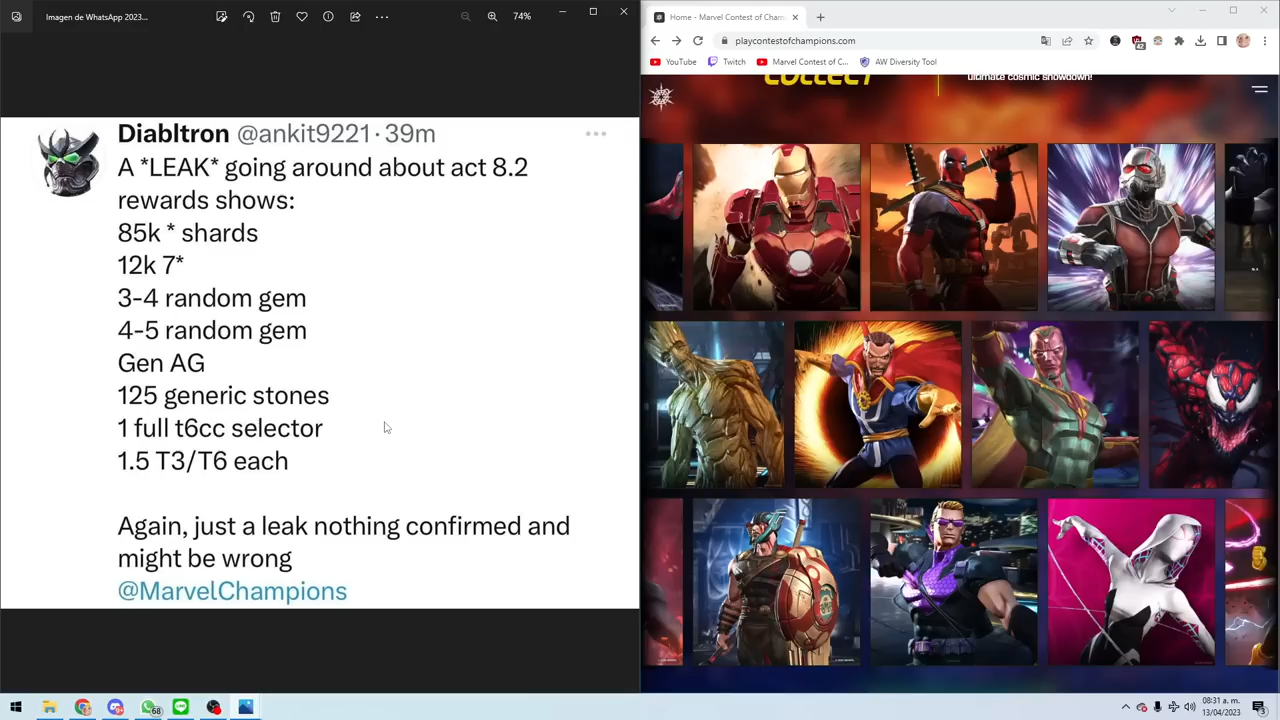 Imagen de WhatsApp 2023...
74%
Diabltron @ankit9221 · 39m
A *LEAK* going around about act 8.2
rewards shows:
85k * shards
12k 7*
3-4 random gem
4-5 random gem
Gen AG
125 generic stones
1 full t6cc selector
1.5 T3/T6 each
Again, just a leak nothing confirmed and
might be wrong
@MarvelChampions
Home - Marvel Contest of Cham
playcontestofchampions.com
42
YouTube
Twitch
Marvel Contest of C...
AW Diversity Tool
COLLECT
ultimate cosmic showdown!
68
08:31 a. m.
13/04/2023
3